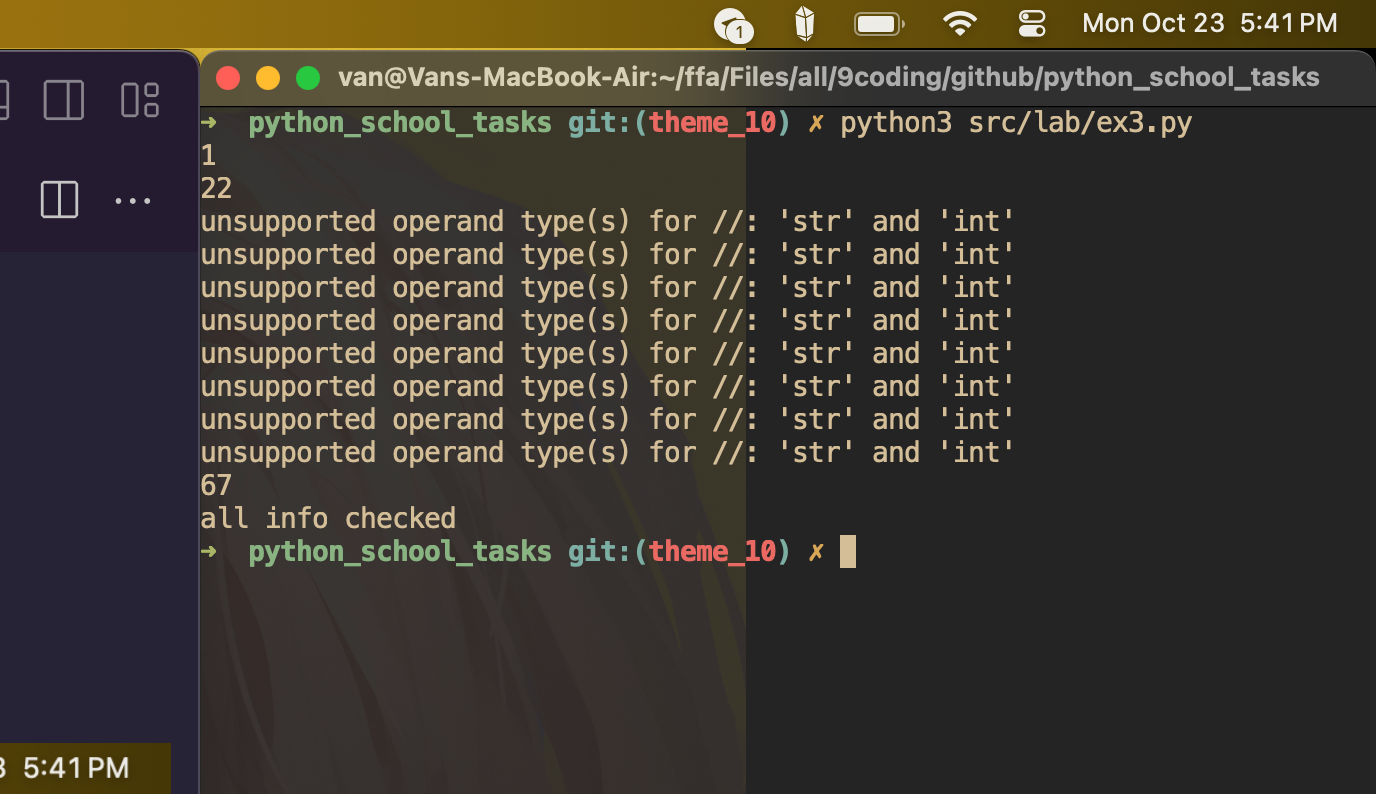 1
Mon Oct 23 5:41 PM
van@Vans-MacBook-Air:~/ffa/Files/all/9coding/github/python_school_tasks
➜ python_school_tasks git:(theme_10) ✗ python3 src/lab/ex3.py
1
22
unsupported operand type(s) for //: 'str' and 'int'
unsupported operand type(s) for //: 'str' and 'int'
unsupported operand type(s) for //: 'str' and 'int'
unsupported operand type(s) for //: 'str' and 'int'
unsupported operand type(s) for //: 'str' and 'int'
unsupported operand type(s) for //: 'str' and 'int'
unsupported operand type(s) for //: 'str' and 'int'
unsupported operand type(s) for //: 'str' and 'int'
67
all info checked
➜ python_school_tasks git:(theme_10) ✗
3 5:41 PM